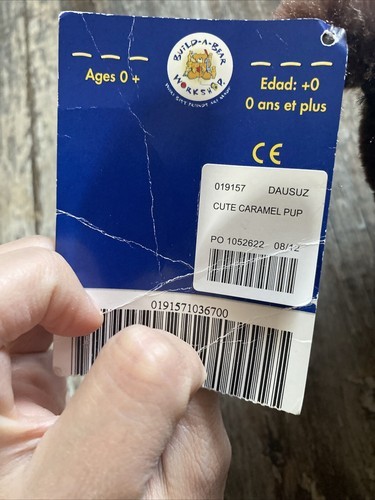 BUILD-A-BEAR
WORKSHOP
Ages 0 +
Edad: +0
0 ans et plus
CE
019157 DAUSUZ
CUTE CARAMEL PUP
PO 1052622 08/12
0191571036700